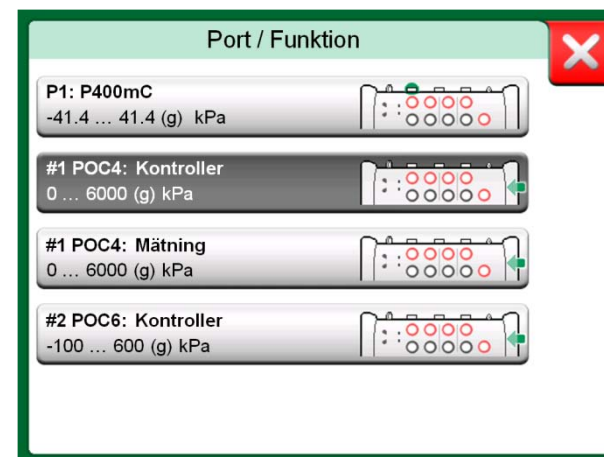 Port / Funktion
P1: P400mC
-41.4 ... 41.4 (g) kPa
#1 POC4: Kontroller
0 ... 6000 (g) kPa
#1 POC4: Mätning
0 ... 6000 (g) kPa
#2 POC6: Kontroller
-100 ... 600 (g) kPa